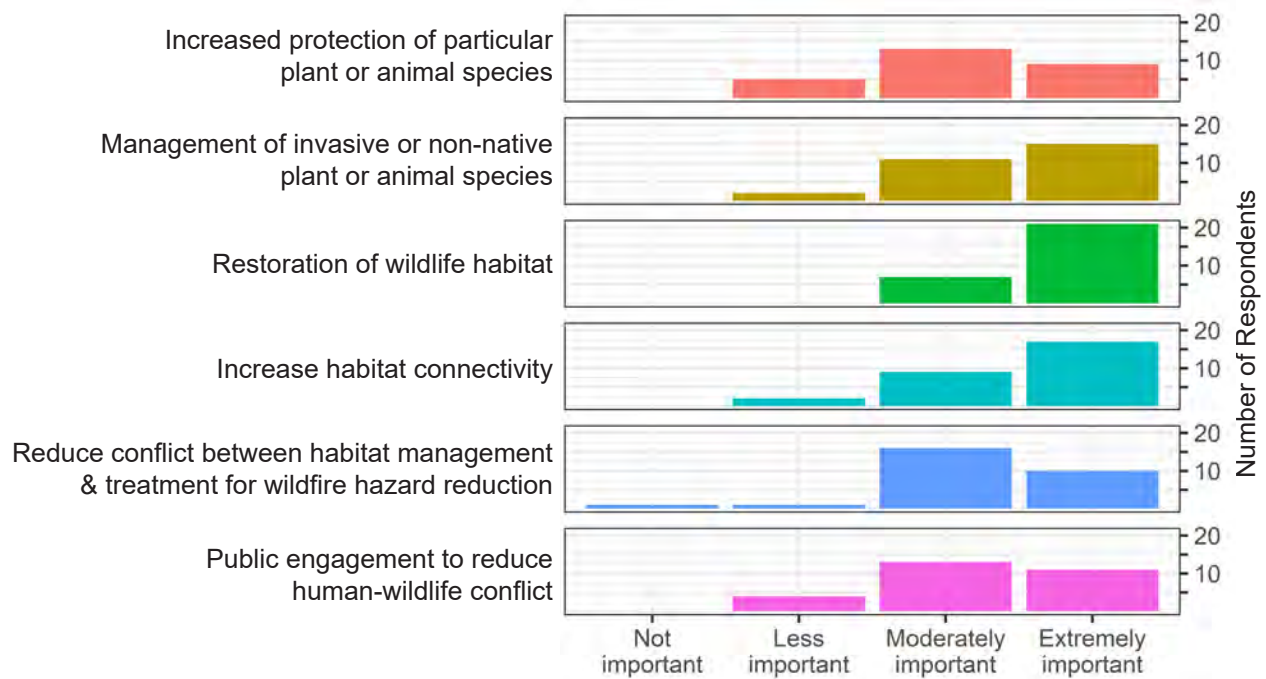 Increased protection of particular
plant or animal species
20
10
Management of invasive or non-native
plant or animal species
20
10
Restoration of wildlife habitat
20
10
Increase habitat connectivity
20
10
Reduce conflict between habitat management
& treatment for wildfire hazard reduction
20
10
Public engagement to reduce
human-wildlife conflict
20
10
Number of Respondents
Not
important
Less
important
Moderately
important
Extremely
important